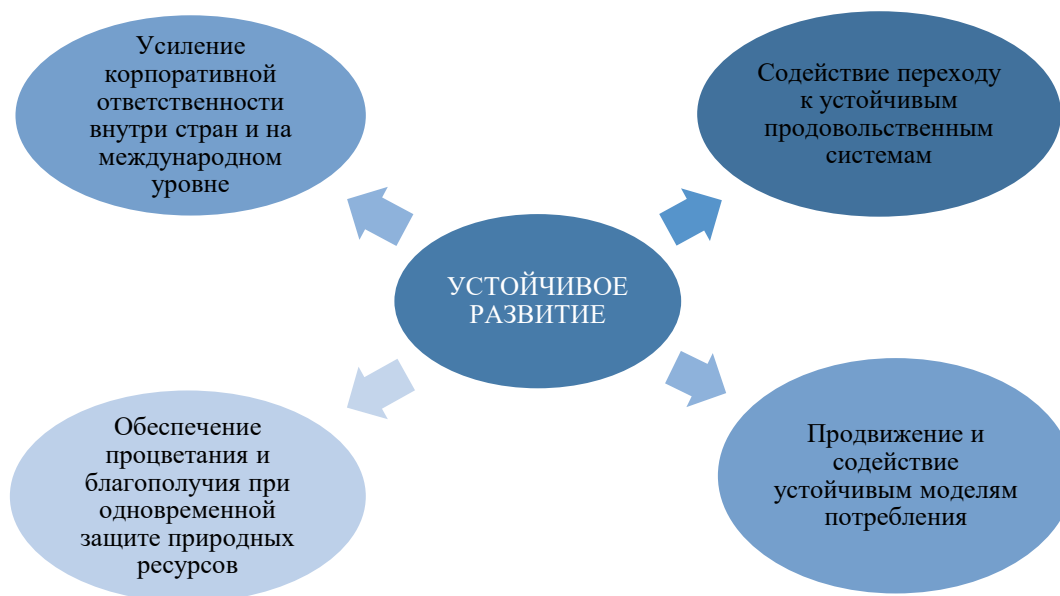 Усиление
корпоративной
ответственности
внутри стран и на
международном
уровне
Содействие переходу
к устойчивым
продовольственным
системам
УСТОЙЧИВОЕ
РАЗВИТИЕ
Обеспечение
процветания и
благополучия при
одновременной
защите природных
ресурсов
Продвижение и
содействие
устойчивым моделям
потребления